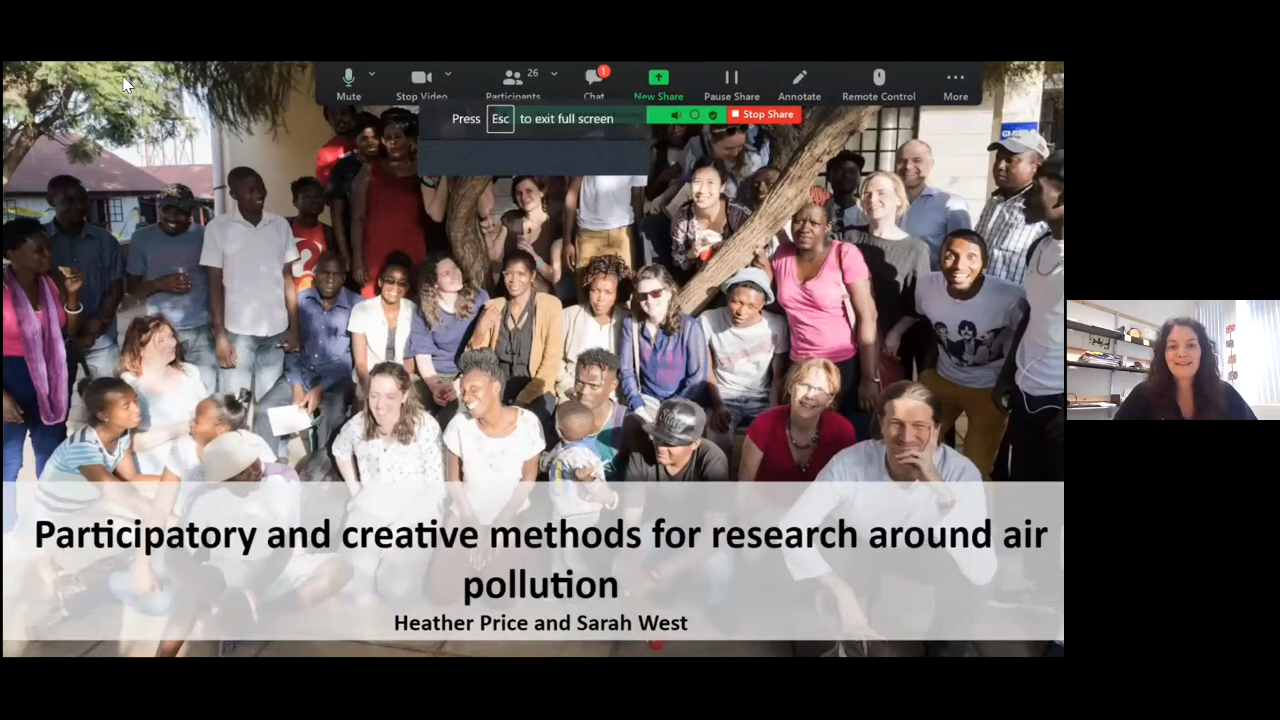 Mute
Stop Video
26
Participants
1
Chat
New Share
Pause Share
Annotate
Remote Control
More
Press Esc to exit full screen
Stop Share
Participatory and creative methods for research around air
pollution
Heather Price and Sarah West